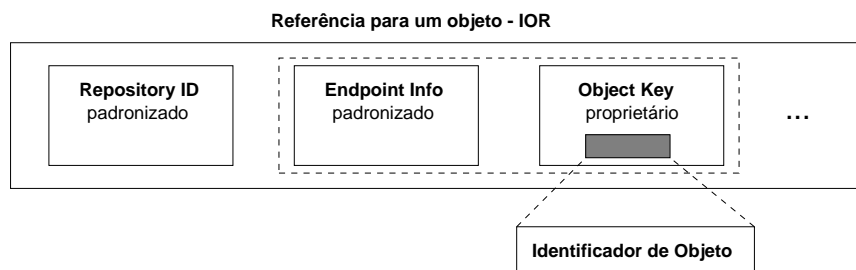 Referência para um objeto - IOR
Repository ID
padronizado
Endpoint Info
padronizado
Object Key
proprietário
...
Identificador de Objeto